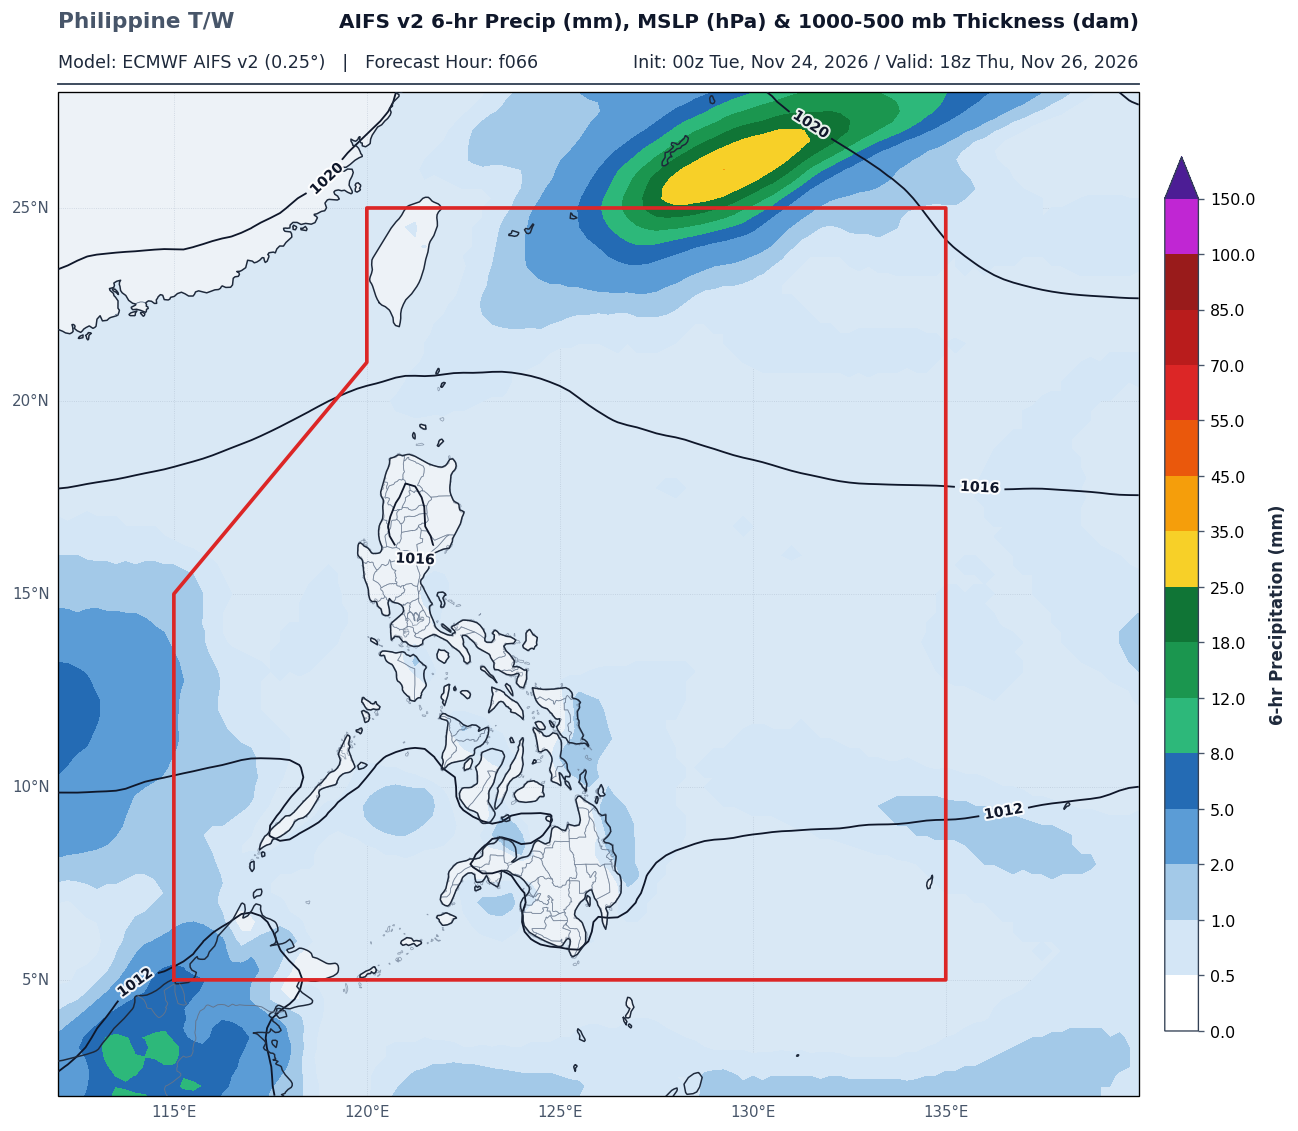 Philippine T/W
AIFS v2 6-hr Precip (mm), MSLP (hPa) & 1000-500 mb Thickness (dam)
Model: ECMWF AIFS v2 (0.25°) | Forecast Hour: f066
Init: 00z Tue, Nov 24, 2026 / Valid: 18z Thu, Nov 26, 2026
1020
1020
25°N
20°N
1016
1016
15°N
10°N
1012
1012
5°N
115°E
120°E
125°E
130°E
135°E
150.0
100.0
85.0
70.0
55.0
45.0
35.0
25.0
18.0
12.0
8.0
5.0
2.0
1.0
0.5
0.0
6-hr Precipitation (mm)